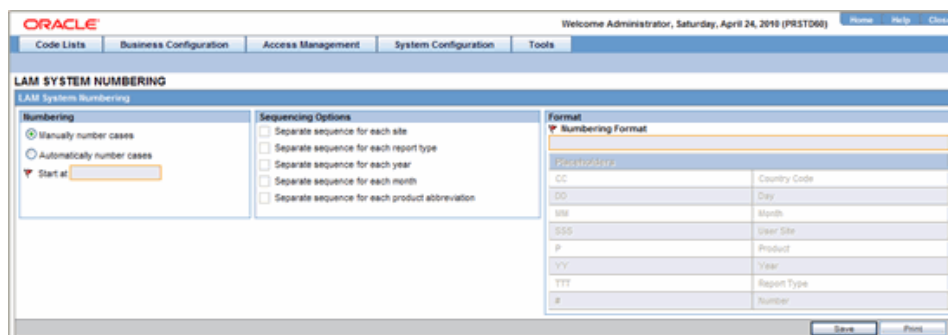 ORACLE
Welcome Administrator, Saturday, April 24, 2010 (PRSTD60)
Home Help Close
Code Lists Business Configuration Access Management System Configuration Tools
LAM SYSTEM NUMBERING
LAM System Numbering
Numbering
Manually number cases
Automatically number cases
Start at
Sequencing Options
Separate sequence for each site
Separate sequence for each report type
Separate sequence for each year
Separate sequence for each month
Separate sequence for each product abbreviation
Format
Numbering Format
Placeholders
CC Country Code
DD Day
MM Month
SSS User Site
P Product
YY Year
TTT Report Type
# Number
Save Print